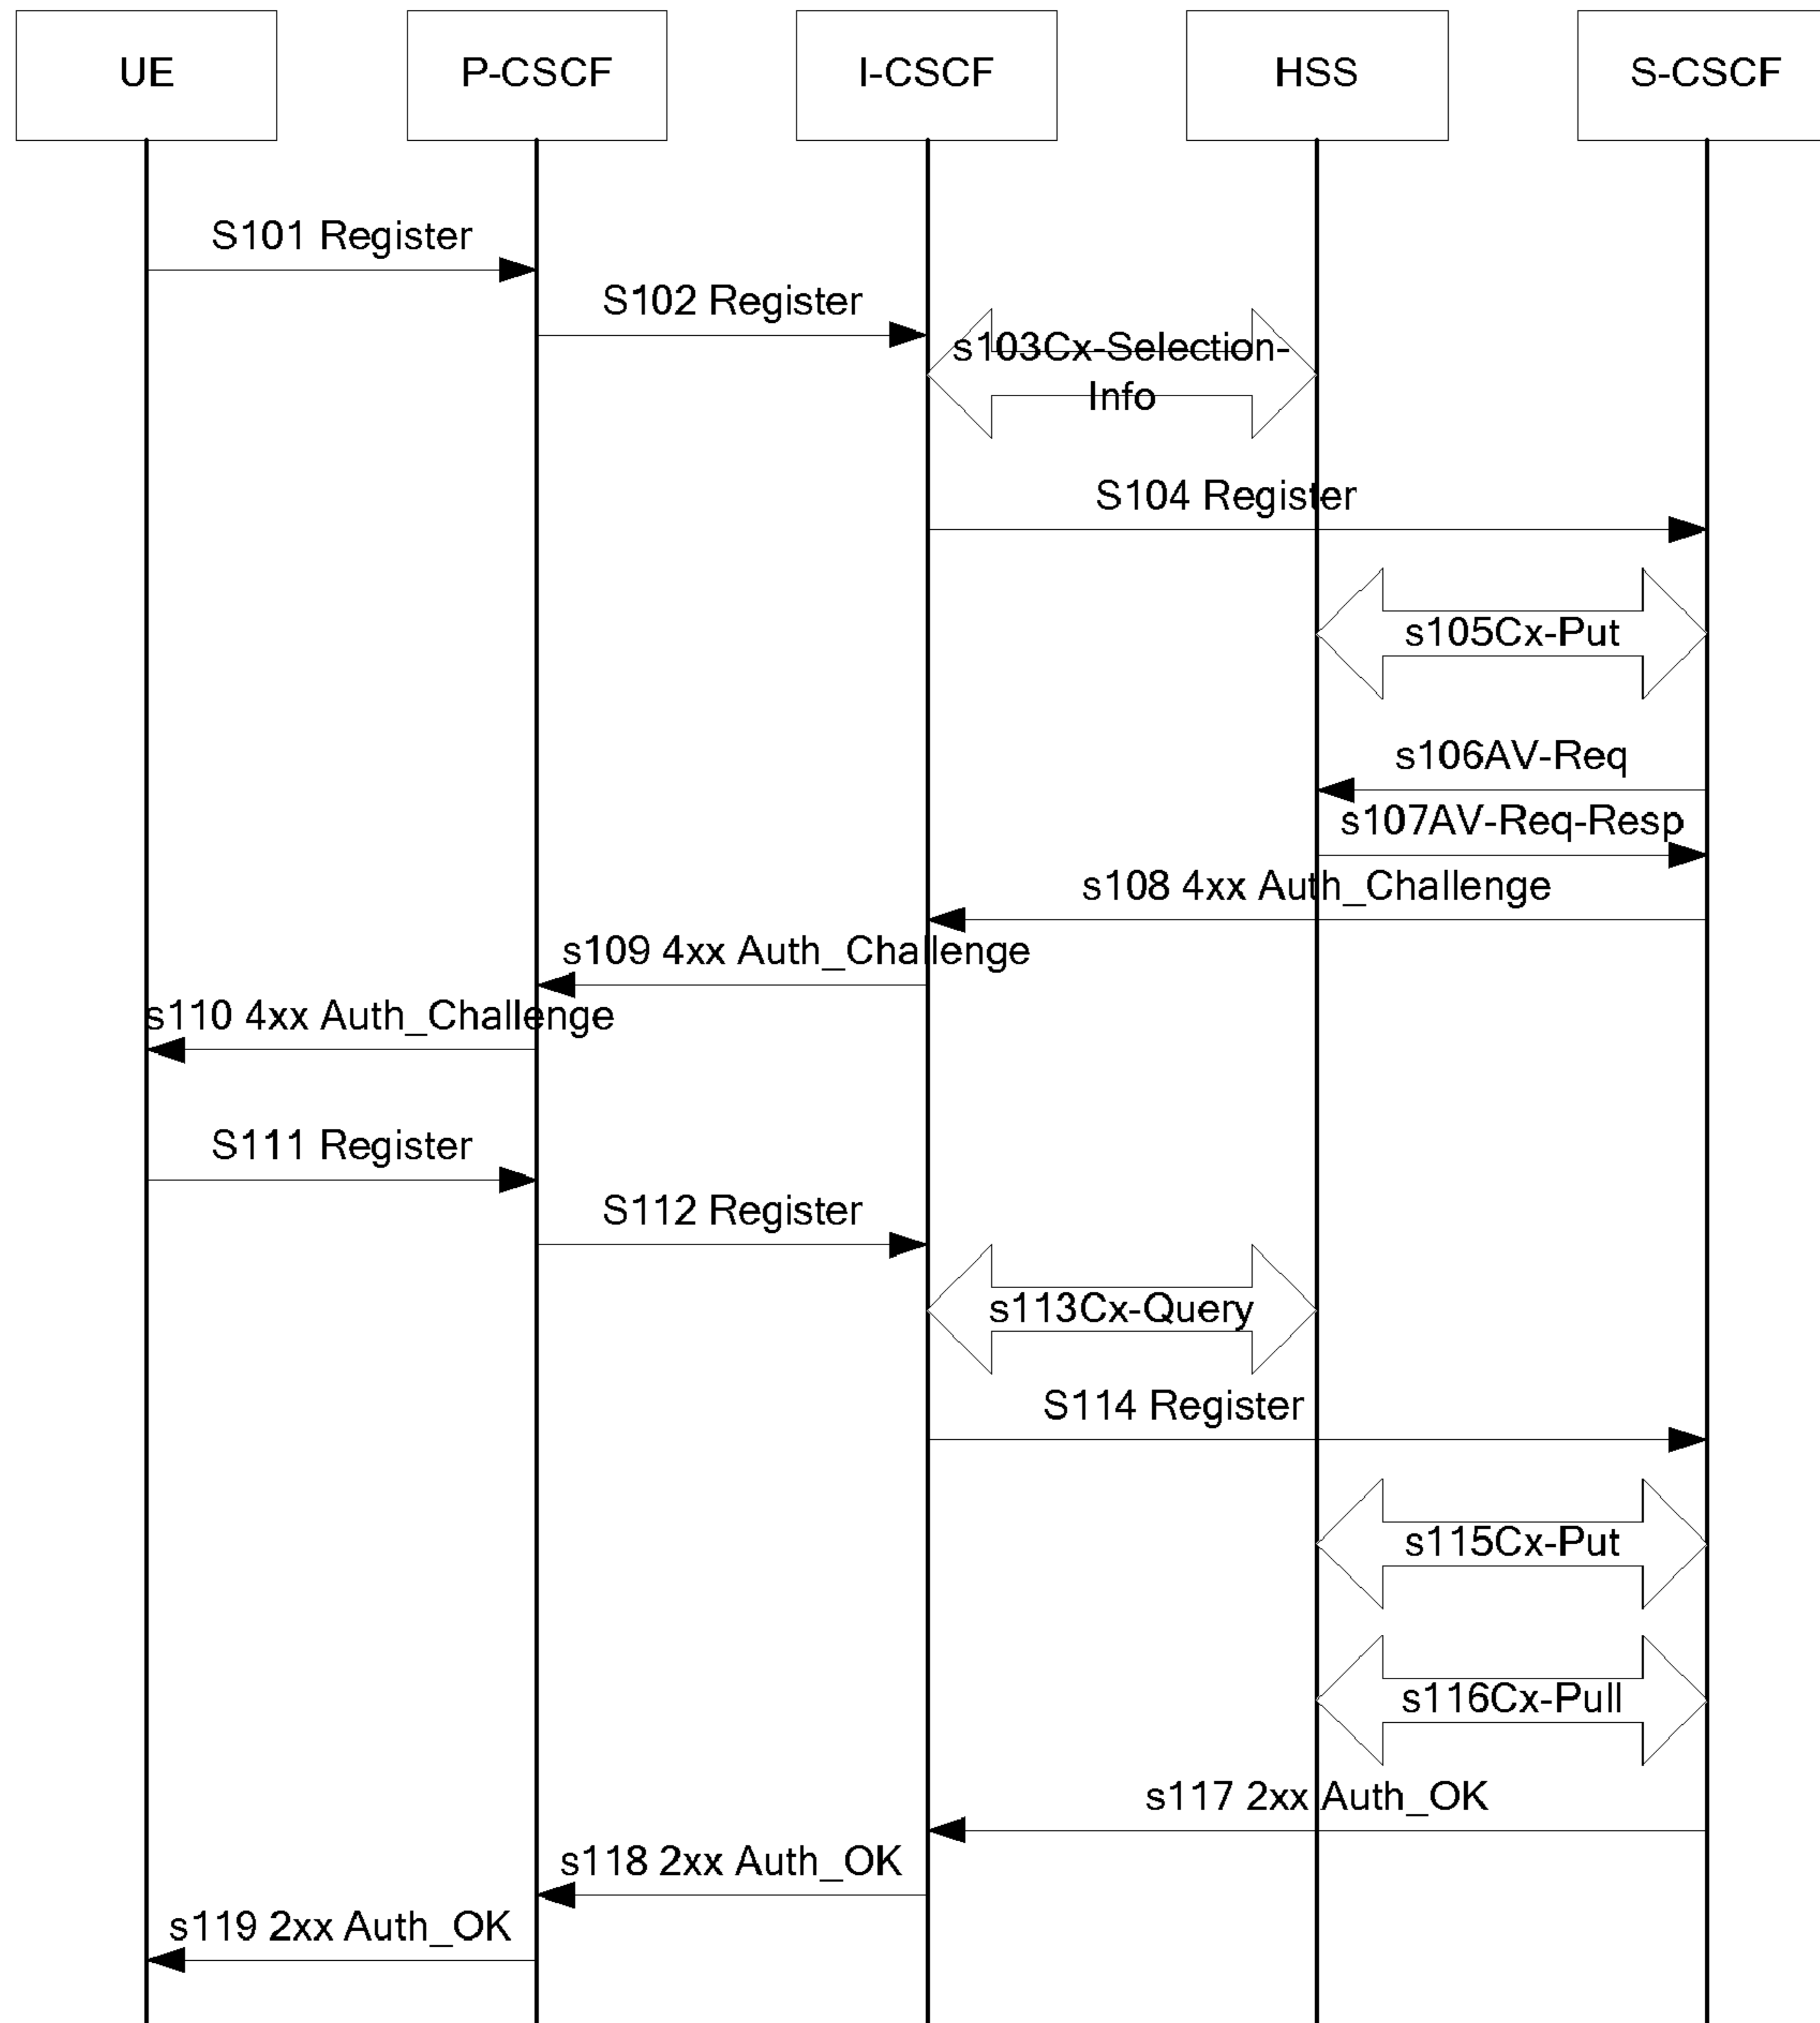 UE
P-CSCF
I-CSCF
HSS
S-CSCF
S101 Register
S102 Register
s103Cx-Selection-
Info
S104 Register
s105Cx-Put
s106AV-Req
s107AV-Req-Resp
s108 4xx Auth_Challenge
s109 4xx Auth_Challenge
s110 4xx Auth_Challenge
S111 Register
S112 Register
s113Cx-Query
S114 Register
s115Cx-Put
s116Cx-Pull
s117 2xx Auth_OK
s118 2xx Auth_OK
s119 2xx Auth_OK